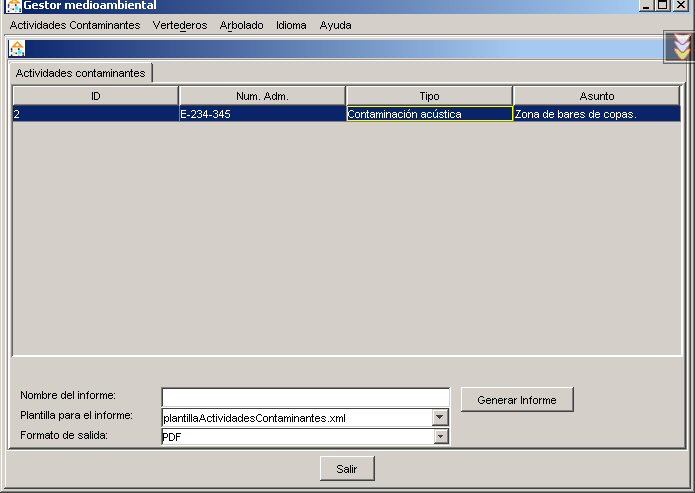 Gestor medioambiental
Actividades Contaminantes Vertederos Arbolado Idioma Ayuda
Actividades contaminantes
ID Num. Adm. Tipo Asunto
2 E-234-345 Contaminación acústica Zona de bares de copas.
Nombre del informe:
Generar Informe
Plantilla para el informe: plantillaActividadesContaminantes.xml
Formato de salida: PDF
Salir